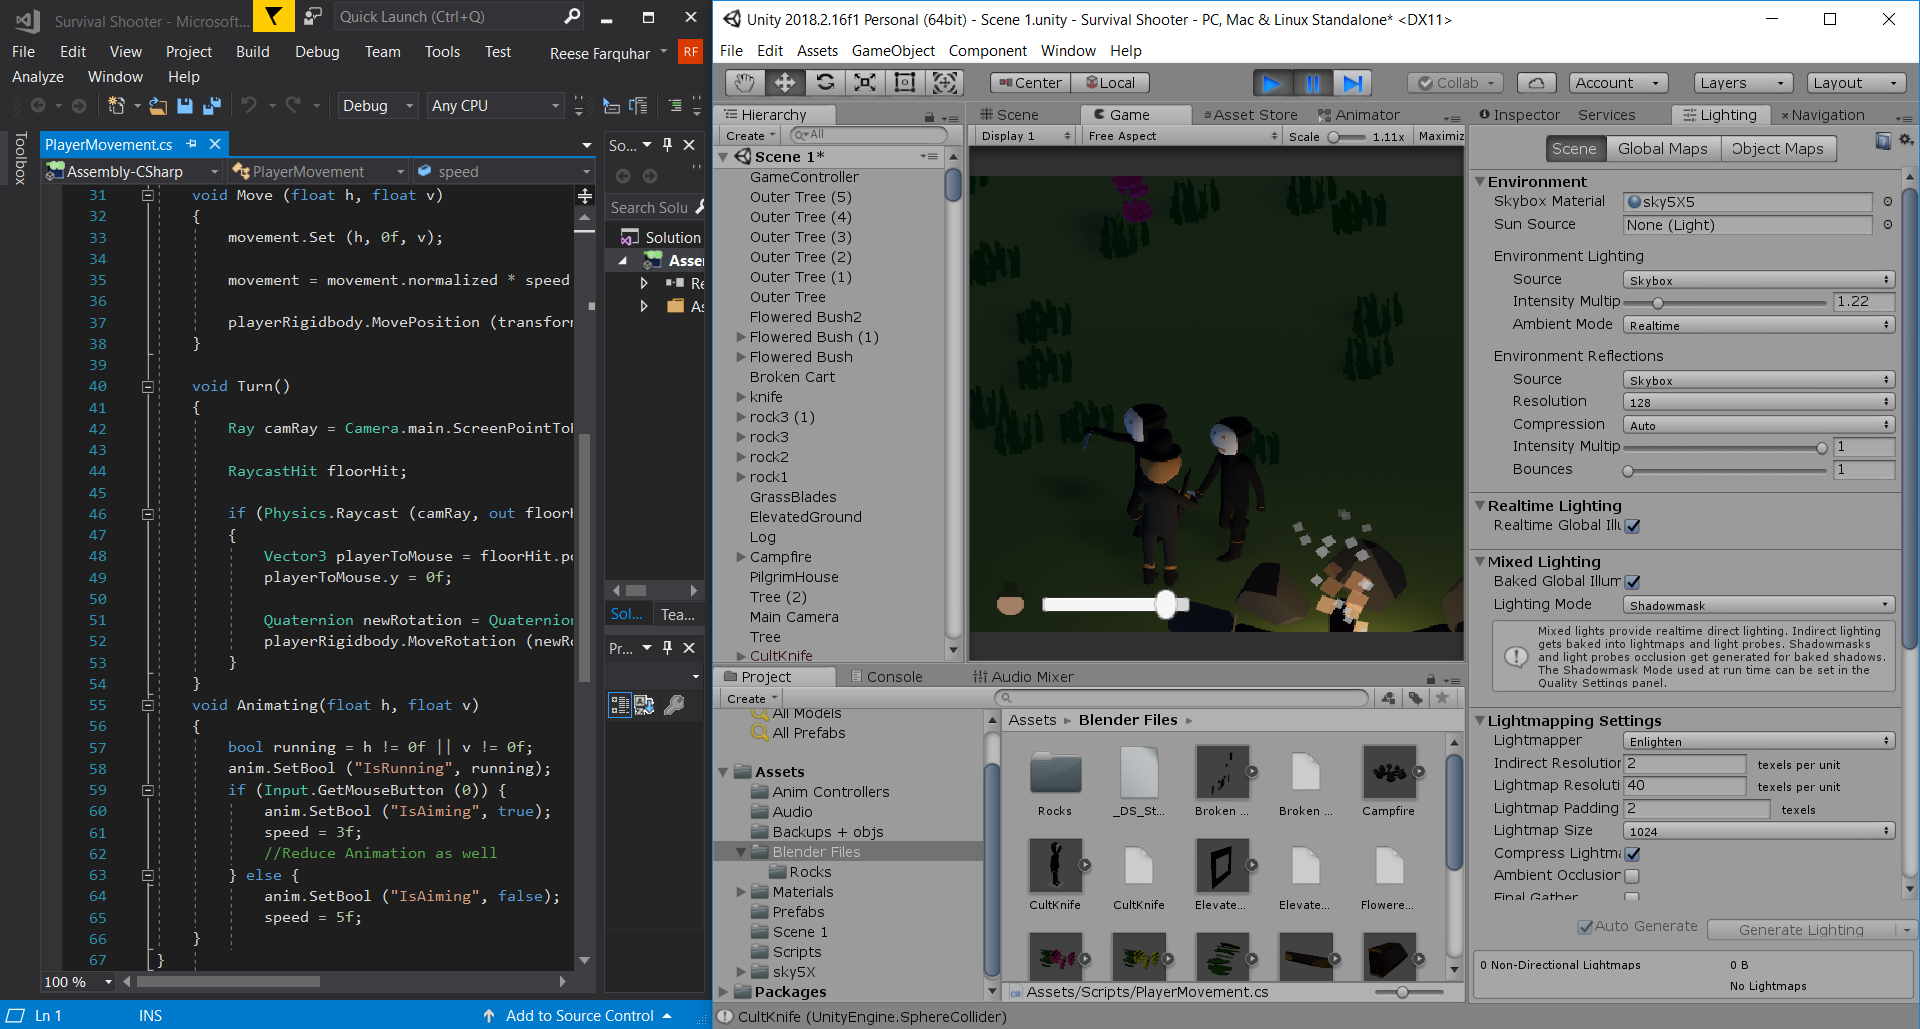 Survival Shooter - Microsoft...
Quick Launch (Ctrl+Q)
File Edit View Project Build Debug Team Tools Test Reese Farquhar RF
Analyze Window Help
Debug Any CPU
Toolbox
PlayerMovement.cs
Assembly-CSharp PlayerMovement speed
31 void Move (float h, float v)
32 {
33 movement.Set (h, 0f, v);
34
35 movement = movement.normalized * speed
36
37 playerRigidbody.MovePosition (transform
38 }
39
40 void Turn()
41 {
42 Ray camRay = Camera.main.ScreenPointToR
43
44 RaycastHit floorHit;
45
46 if (Physics.Raycast (camRay, out floorH
47 {
48 Vector3 playerToMouse = floorHit.po
49 playerToMouse.y = 0f;
50
51 Quaternion newRotation = Quaternion
52 playerRigidbody.MoveRotation (newRo
53 }
54 }
55 void Animating(float h, float v)
56 {
57 bool running = h != 0f || v != 0f;
58 anim.SetBool ("IsRunning", running);
59 if (Input.GetMouseButton (0)) {
60 anim.SetBool ("IsAiming", true);
61 speed = 3f;
62 //Reduce Animation as well
63 } else {
64 anim.SetBool ("IsAiming", false);
65 speed = 5f;
66 }
67 }
100 %
Ln 1 INS Add to Source Control
So...
Search Solu
Solution
Asse
Re
As
Sol... Tea...
Pr...
Unity 2018.2.16f1 Personal (64bit) - Scene 1.unity - Survival Shooter - PC, Mac & Linux Standalone* <DX11>
File Edit Assets GameObject Component Window Help
Center Local Collab Account Layers Layout
Hierarchy
Create All
Scene 1*
GameController
Outer Tree (5)
Outer Tree (4)
Outer Tree (3)
Outer Tree (2)
Outer Tree (1)
Outer Tree
Flowered Bush2
Flowered Bush (1)
Flowered Bush
Broken Cart
knife
rock3 (1)
rock3
rock2
rock1
GrassBlades
ElevatedGround
Log
Campfire
PilgrimHouse
Tree (2)
Main Camera
Tree
CultKnife
Scene Game Asset Store Animator
Display 1 Free Aspect Scale 1.11x Maximiz
Project Console Audio Mixer
Create
All Models
All Prefabs
Assets
Anim Controllers
Audio
Backups + objs
Blender Files
Rocks
Materials
Prefabs
Scene 1
Scripts
sky5X
Packages
Assets Blender Files
Rocks _DS_St... Broken ... Broken ... Campfire
CultKnife CultKnife Elevate... Elevate... Flowere...
Assets/Scripts/PlayerMovement.cs
CultKnife (UnityEngine.SphereCollider)
Inspector Services Lighting Navigation
Scene Global Maps Object Maps
Environment
Skybox Material sky5X5
Sun Source None (Light)
Environment Lighting
Source Skybox
Intensity Multip 1.22
Ambient Mode Realtime
Environment Reflections
Source Skybox
Resolution 128
Compression Auto
Intensity Multip 1
Bounces 1
Realtime Lighting
Realtime Global Illu
Mixed Lighting
Baked Global Illum
Lighting Mode Shadowmask
Mixed lights provide realtime direct lighting. Indirect lighting
gets baked into lightmaps and light probes. Shadowmasks
and light probes occlusion get generated for baked shadows.
The Shadowmask Mode used at run time can be set in the
Quality Settings panel.
Lightmapping Settings
Lightmapper Enlighten
Indirect Resolution 2 texels per unit
Lightmap Resoluti 40 texels per unit
Lightmap Padding 2 texels
Lightmap Size 1024
Compress Lightma
Ambient Occlusion
Final Gather
Auto Generate Generate Lighting
0 Non-Directional Lightmaps 0 B
No Lightmaps